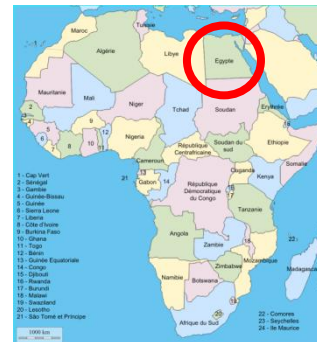 Tunisie
Maroc
Algérie
Libye
Egypte
Mauritanie
Mali
Niger
Tchad
Soudan
Erythrée
Nigeria
République
Centrafricaine
Soudan du
sud
Ethiopie
Somalie
Cameroun
Gabon
République
Démocratique
du Congo
Ouganda
Kenya
Tanzanie
Angola
Zambie
Mozambique
Zimbabwe
Namibie
Botswana
Madagascar
Afrique du Sud
1 - Cap Vert
2 - Sénégal
3 - Gambie
4 - Guinée-Bissau
5 - Guinée
6 - Sierra Leone
7 - Liberia
8 - Côte d'Ivoire
9 - Burkina Faso
10 - Ghana
11 - Togo
12 - Bénin
13 - Guinée Equatoriale
14 - Congo
15 - Djibouti
16 - Rwanda
17 - Burundi
18 - Malawi
19 - Swaziland
20 - Lesotho
21 - São Tomé et Príncipe
22 - Comores
23 - Seychelles
24 - Ile Maurice
1000 km